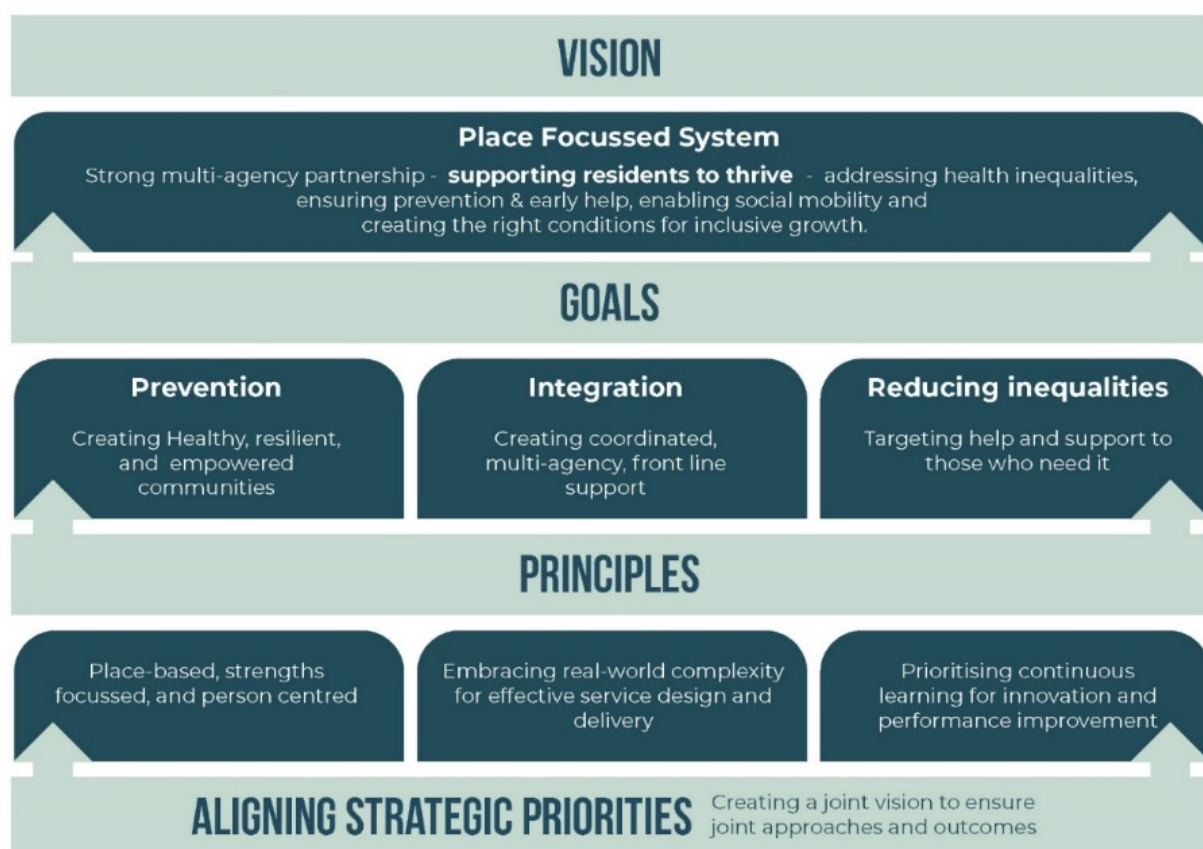 VISION
Place Focussed System
Strong multi-agency partnership - supporting residents to thrive - addressing health inequalities,
ensuring prevention & early help, enabling social mobility and
creating the right conditions for inclusive growth.
GOALS
Prevention
Creating Healthy, resilient,
and empowered
communities
Integration
Creating coordinated,
multi-agency, front line
support
Reducing inequalities
Targeting help and support to
those who need it
PRINCIPLES
Place-based, strengths
focussed, and person centred
Embracing real-world complexity
for effective service design and
delivery
Prioritising continuous
learning for innovation and
performance improvement
ALIGNING STRATEGIC PRIORITIES
Creating a joint vision to ensure
joint approaches and outcomes